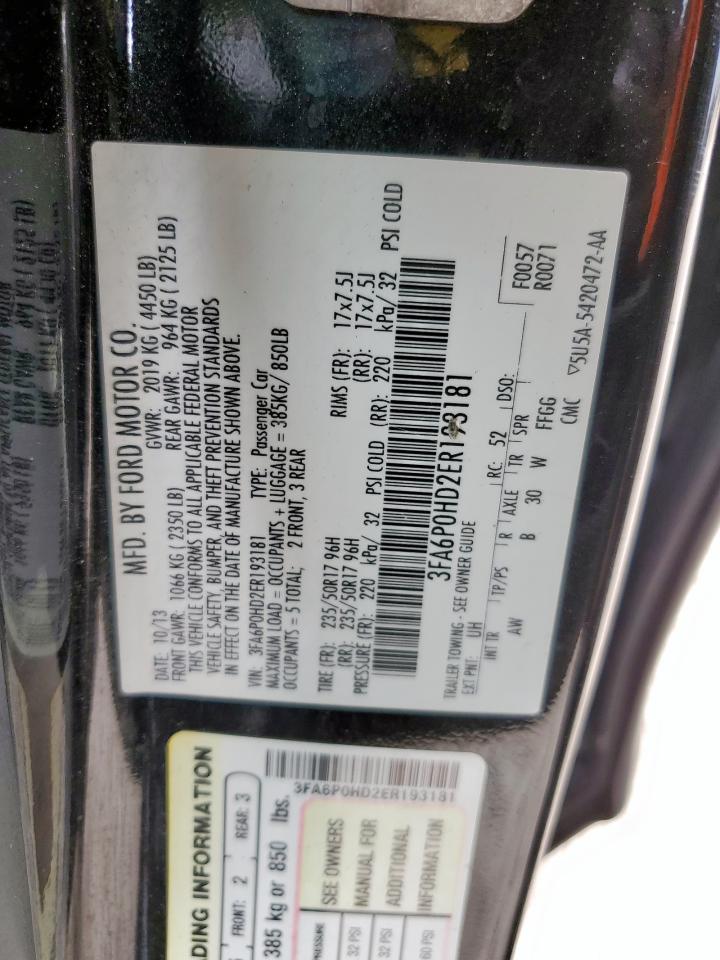 MFD. BY FORD MOTOR CO.
DATE: 10/13 GVWR: 2019 KG ( 4450 LB)
FRONT GAWR: 1066 KG ( 2350 LB) REAR GAWR: 964 KG ( 2125 LB)
THIS VEHICLE CONFORMS TO ALL APPLICABLE FEDERAL MOTOR
VEHICLE SAFETY, BUMPER, AND THEFT PREVENTION STANDARDS
IN EFFECT ON THE DATE OF MANUFACTURE SHOWN ABOVE.
VIN: 3FA6P0HD2ER193181 TYPE: Passenger Car
MAXIMUM LOAD = OCCUPANTS + LUGGAGE = 385KG/ 850LB
OCCUPANTS = 5 TOTAL: 2 FRONT, 3 REAR
TIRE (FR): 235/50R17 96H RIMS (FR): 17x7.5J
(RR): 235/50R17 96H (RR): 17x7.5J
PRESSURE (FR): 220 kPa/ 32 PSI COLD (RR): 220 kPa/ 32 PSI COLD
3FA6P0HD2ER193181
TRAILER TOWING - SEE OWNER GUIDE
EXT PNT: UH RC: 52 DSO: F0057
R0071
INT TR TP/PS R AXLE TR SPR
AW B 30 W FFGG
CMC ▽5U5A-5420472-AA
3FA6P0HD2ER193181
ADING INFORMATION
FRONT: 2 REAR: 3
385 kg or 850 lbs.
PRESSURE SEE OWNERS
32 PSI MANUAL FOR
32 PSI ADDITIONAL
60 PSI INFORMATION